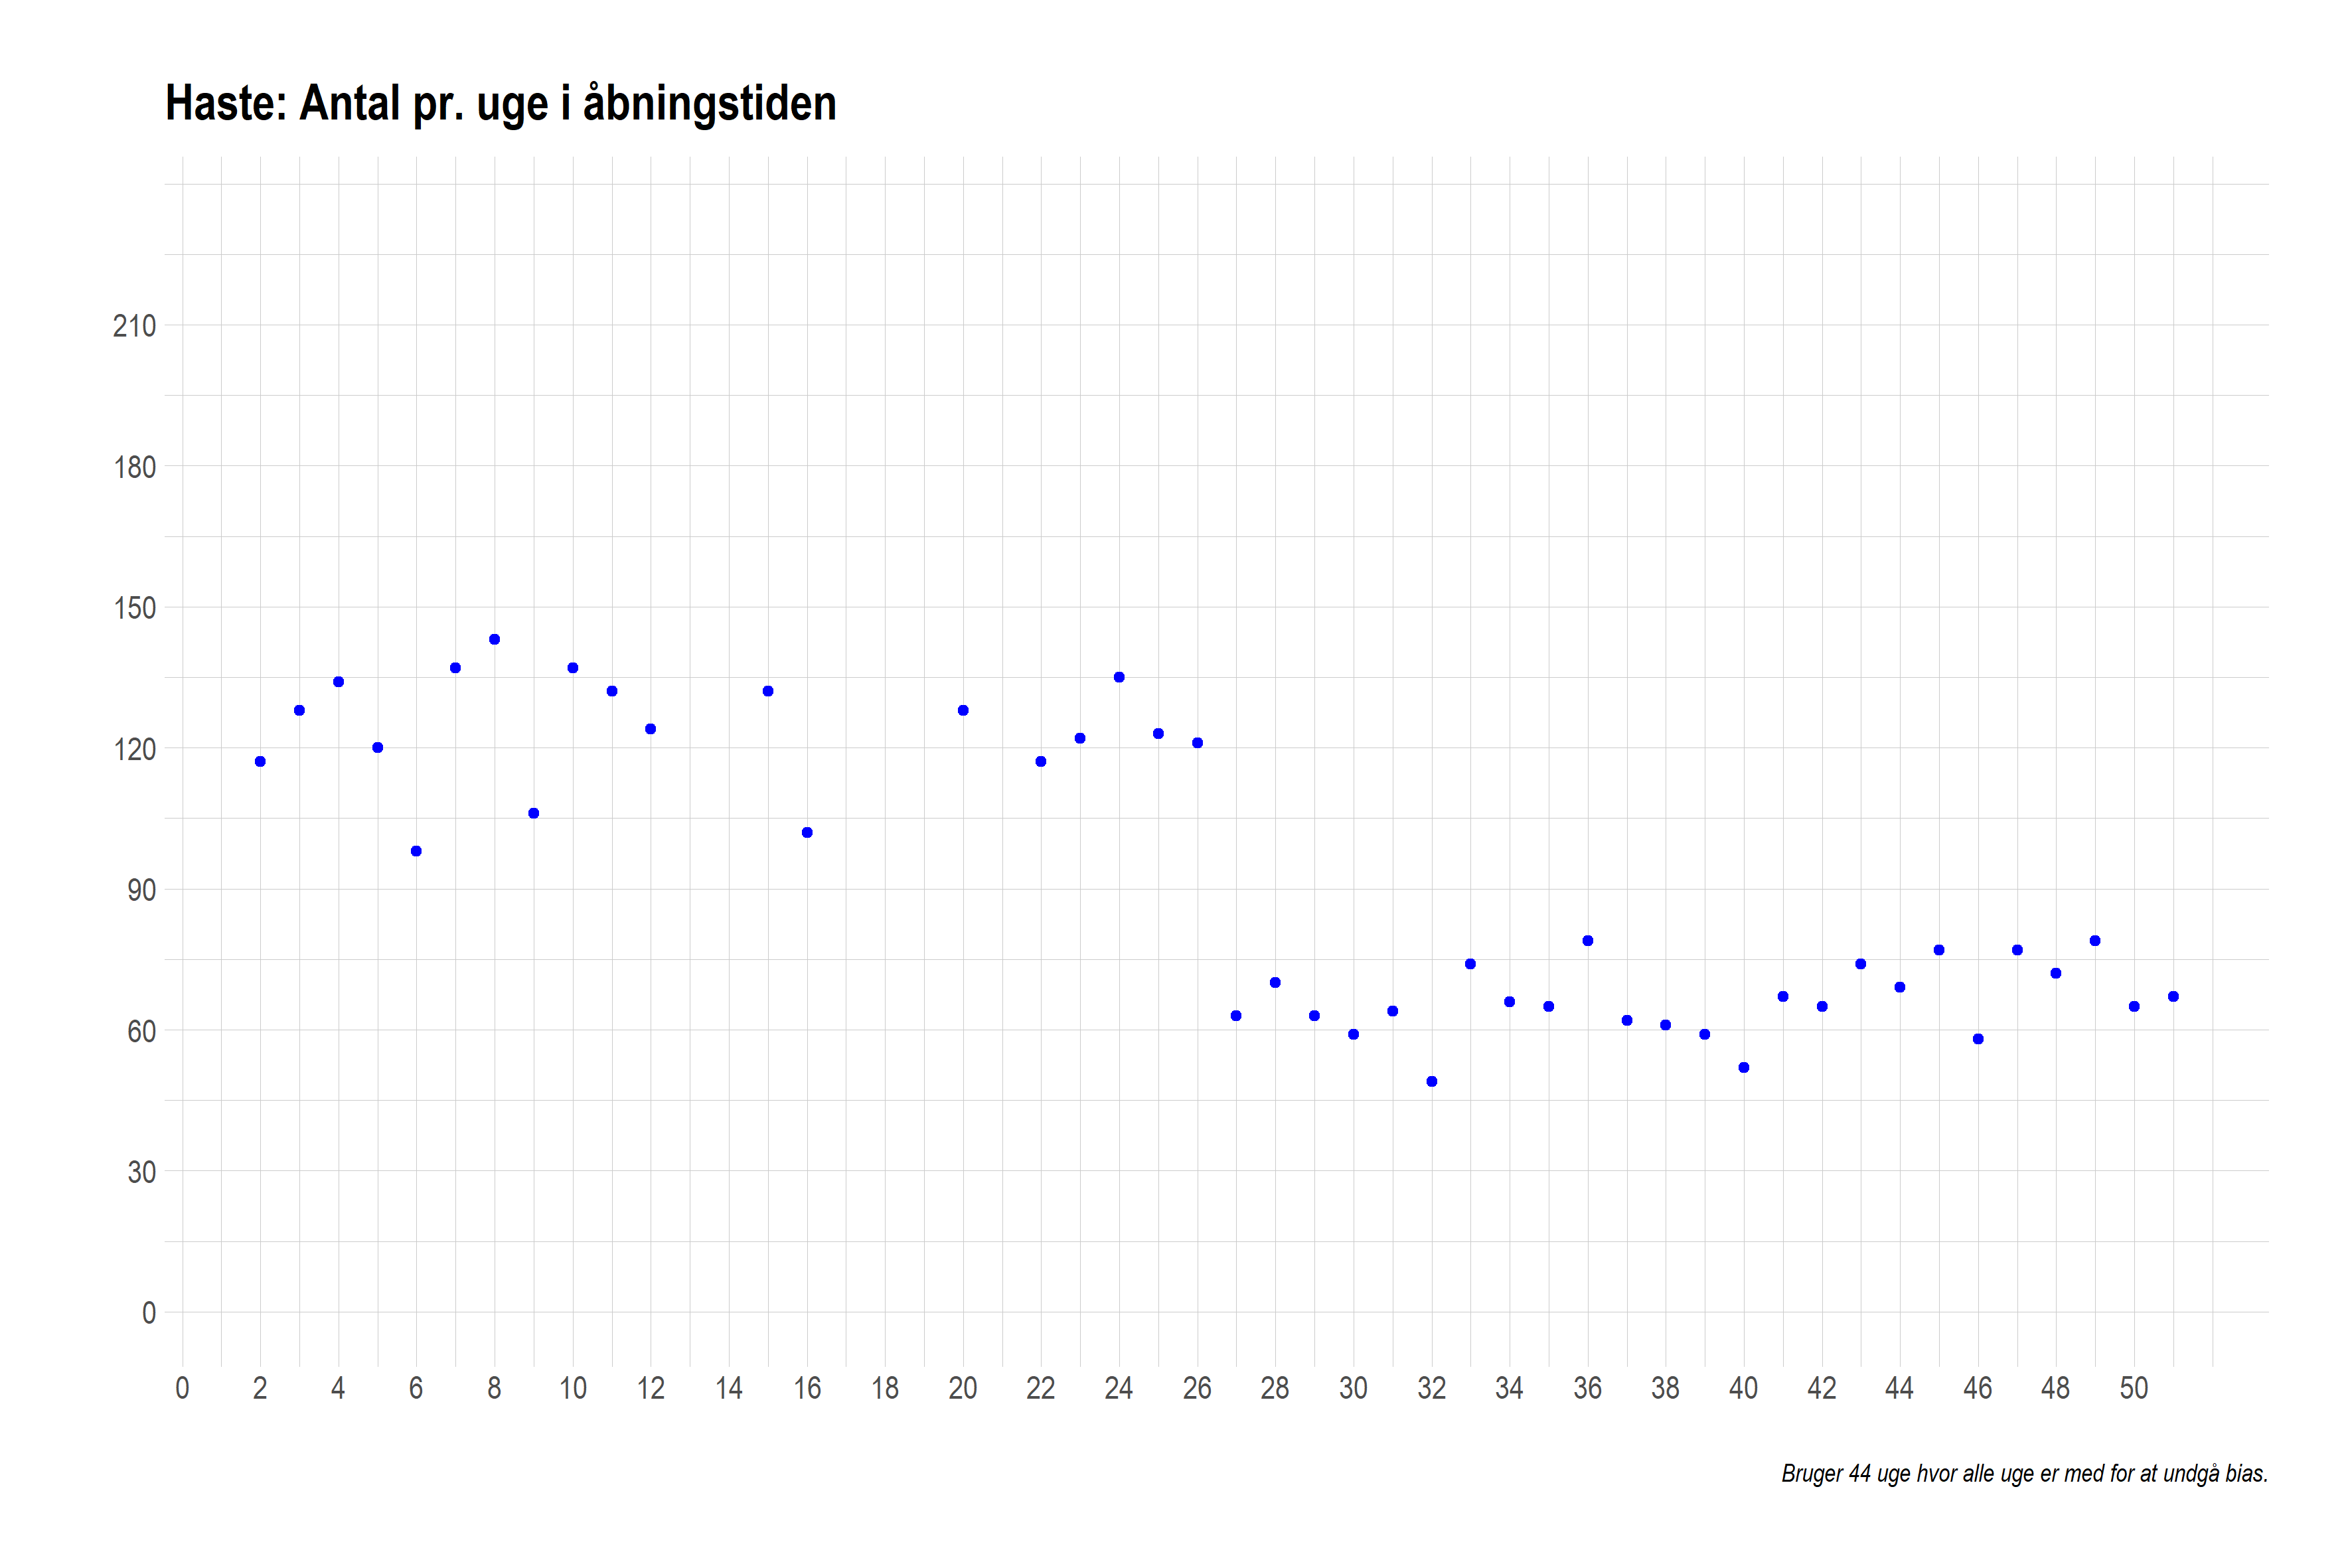 Haste: Antal pr. uge i åbningstiden
210
180
150
120
90
60
30
0
0 2 4 6 8 10 12 14 16 18 20 22 24 26 28 30 32 34 36 38 40 42 44 46 48 50
Bruger 44 uge hvor alle uge er med for at undgå bias.